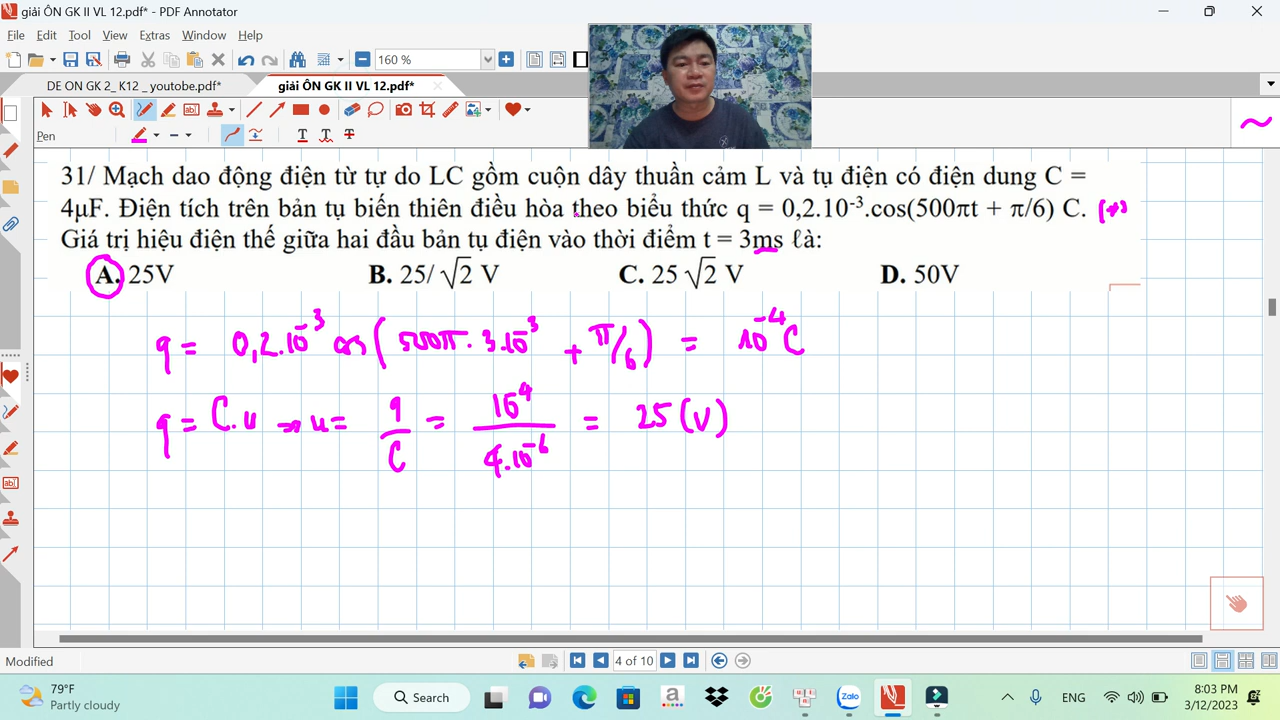 giải ÔN GK II VL 12.pdf* - PDF Annotator
File Edit Tool View Extras Window Help
160 %
DE ON GK 2_ K12 _ youtobe.pdf* giải ÔN GK II VL 12.pdf*
Pen
31/ Mạch dao động điện từ tự do LC gồm cuộn dây thuần cảm L và tụ điện có điện dung C =
4μF. Điện tích trên bản tụ biến thiên điều hòa theo biểu thức q = 0,2.10⁻³.cos(500πt + π/6) C.
Giá trị hiệu điện thế giữa hai đầu bản tụ điện vào thời điểm t = 3ms ℓà:
A. 25V B. 25/ √2 V C. 25 √2 V D. 50V
q = 0,2.10⁻³ cos(500π.3.10⁻³ + π/6) = 10⁻⁴ C
q = C.u → u = q/C = 10⁻⁴/4.10⁻⁶ = 25 (V)
Modified
4 of 10
79°F
Partly cloudy
Search
Zalo
ENG
8:03 PM
3/12/2023